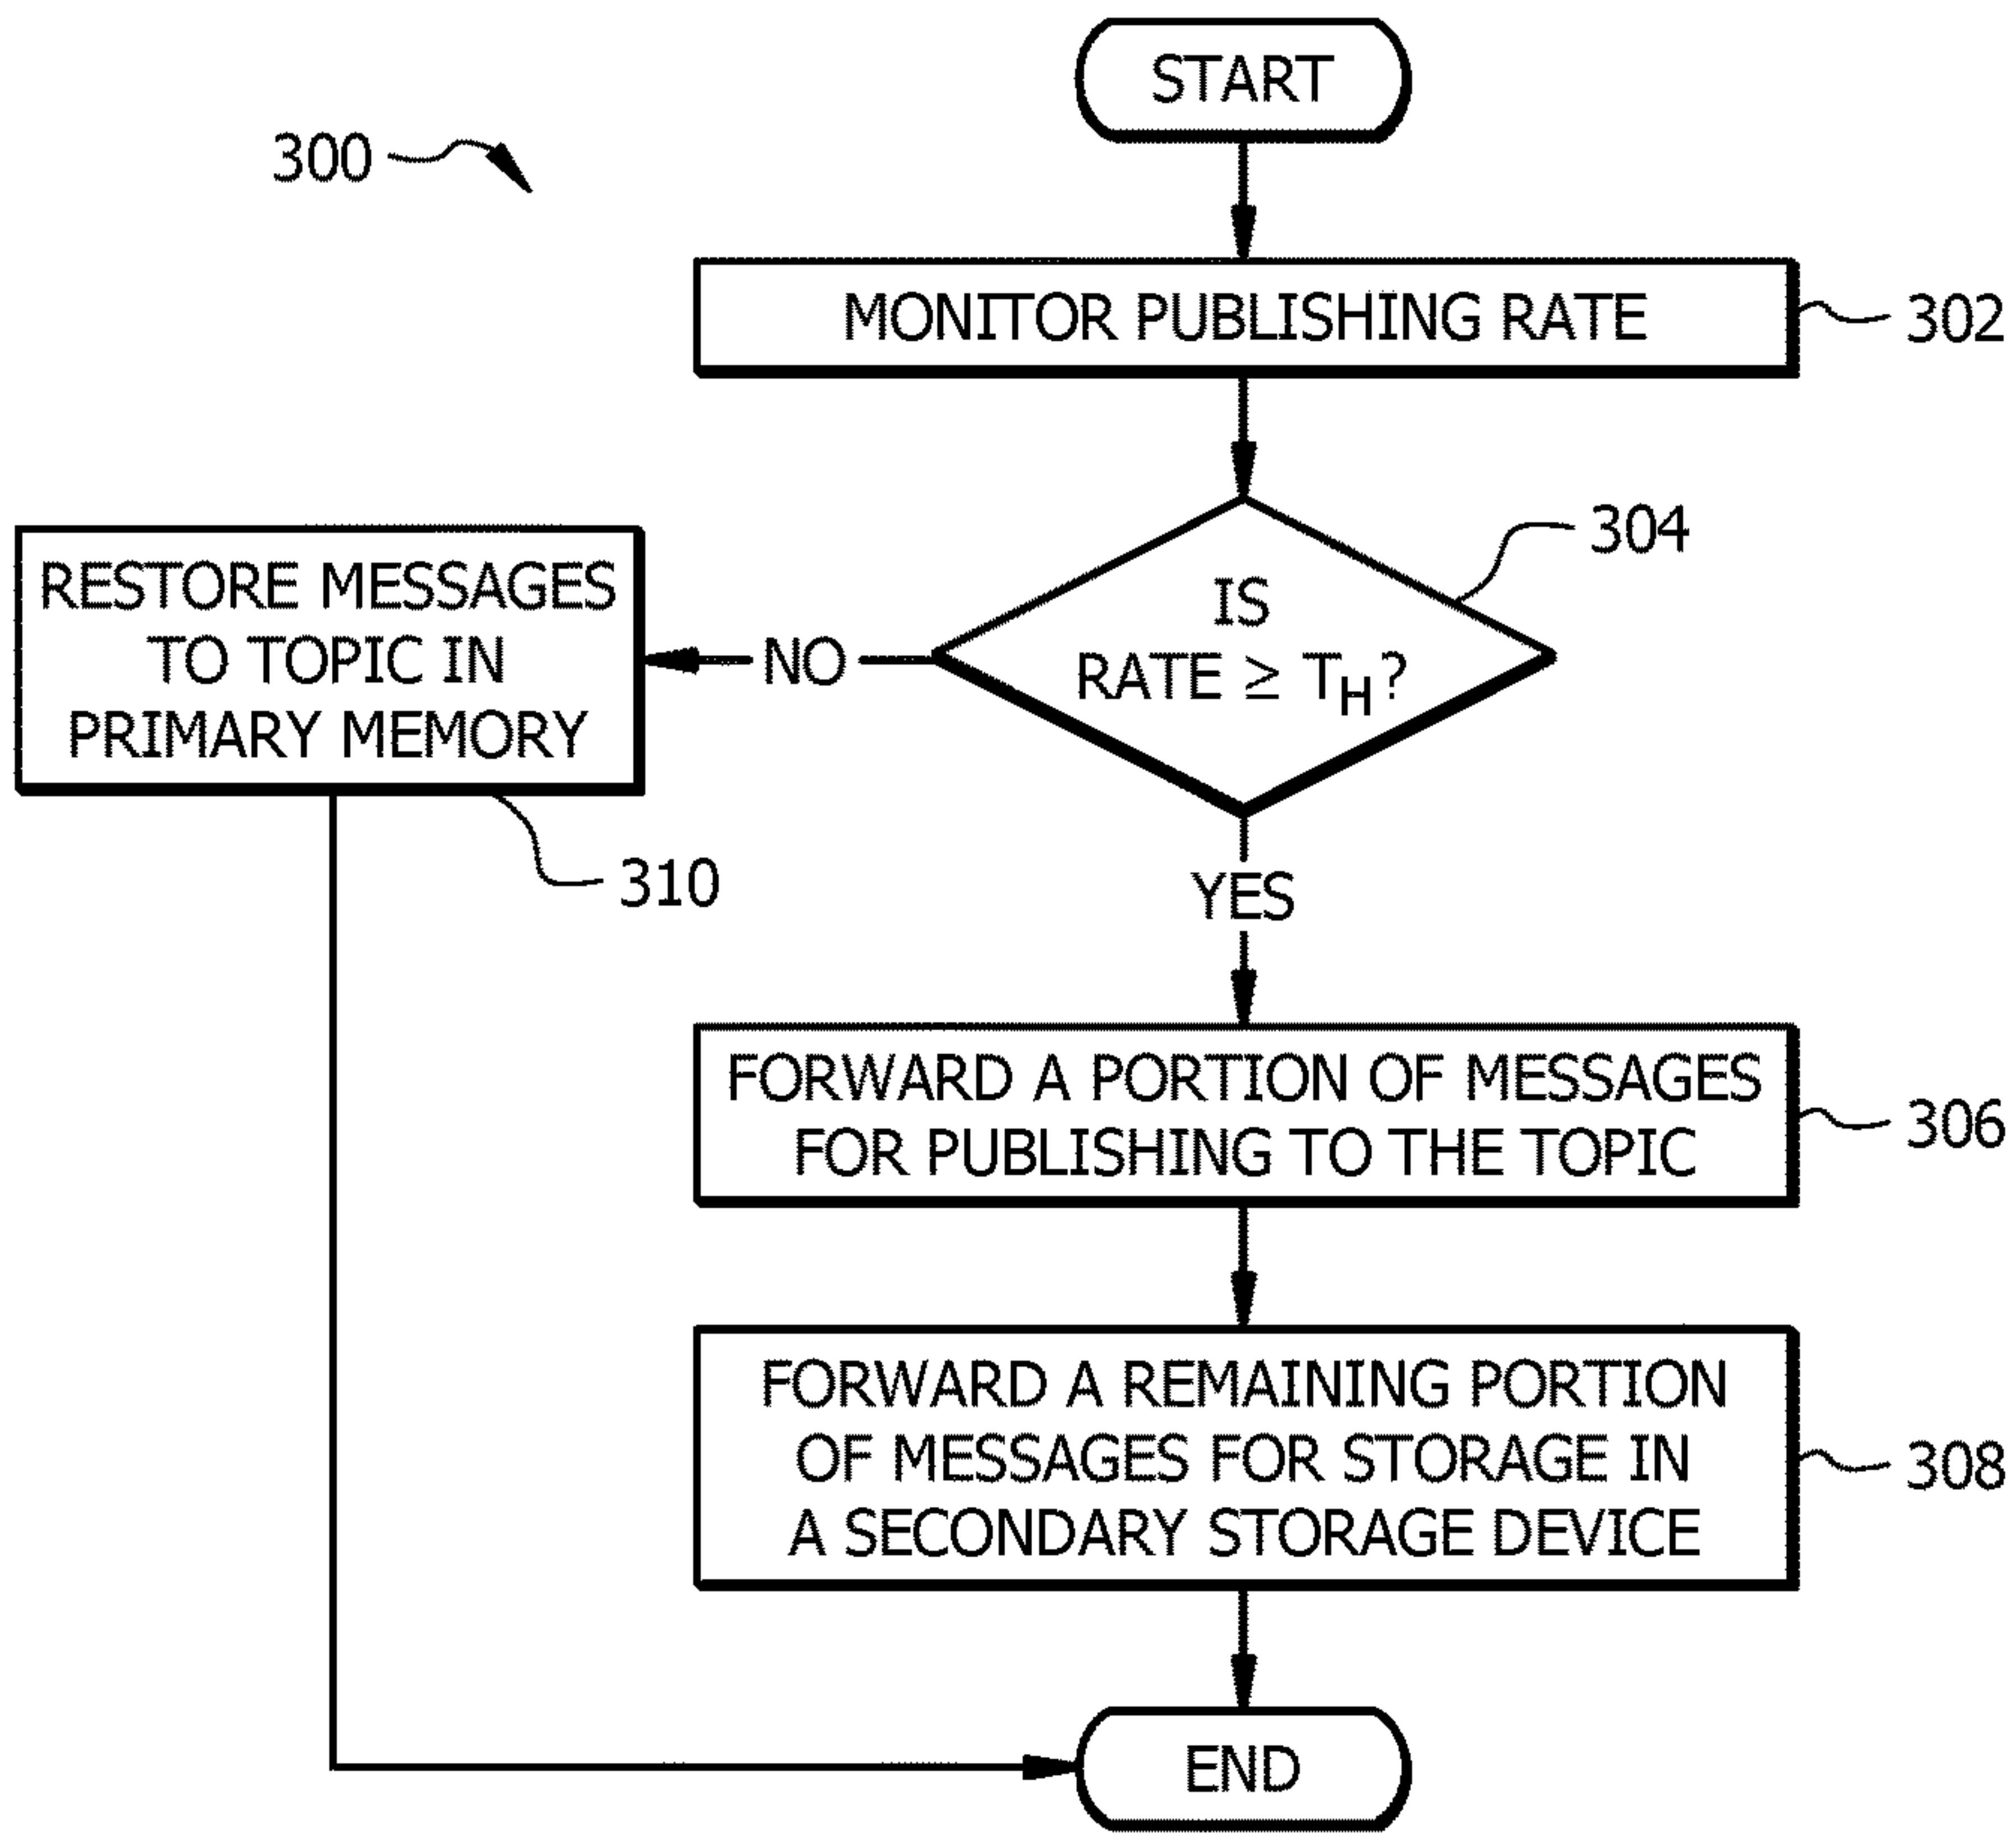 START
300
MONITOR PUBLISHING RATE
302
304
IS
RATE ≥ TH?
NO
RESTORE MESSAGES
TO TOPIC IN
PRIMARY MEMORY
310
YES
FORWARD A PORTION OF MESSAGES
FOR PUBLISHING TO THE TOPIC
306
FORWARD A REMAINING PORTION
OF MESSAGES FOR STORAGE IN
A SECONDARY STORAGE DEVICE
308
END